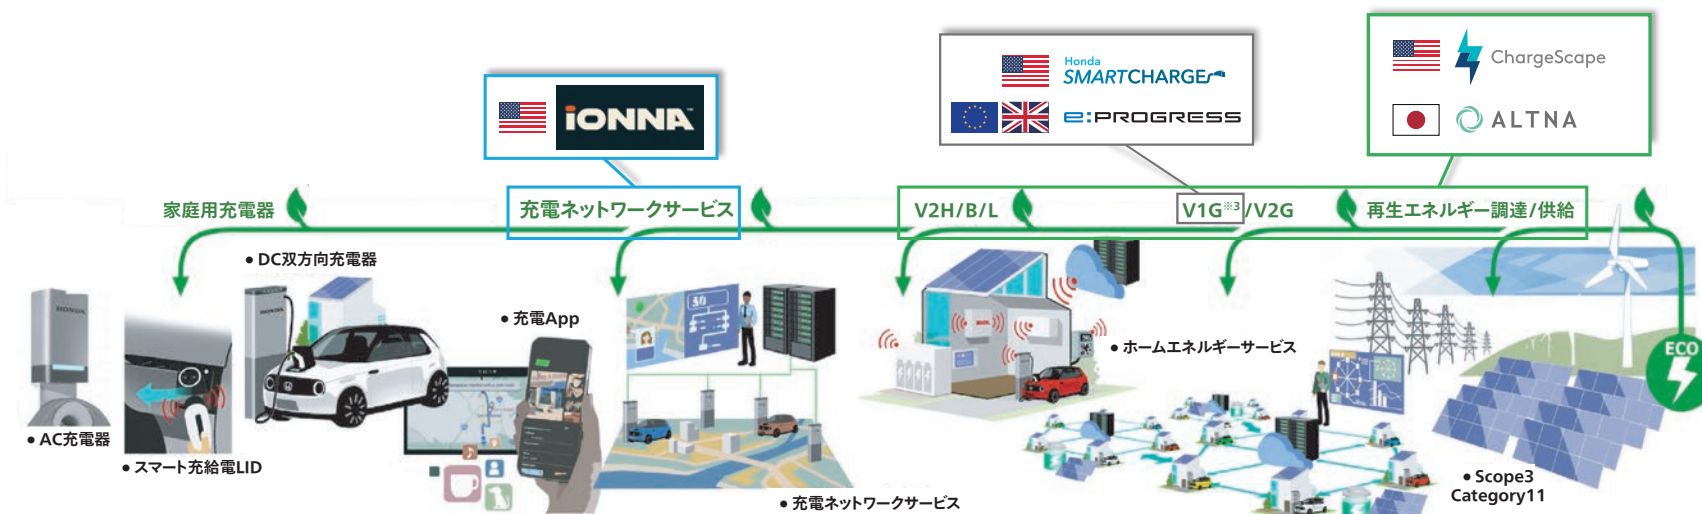 iONNA™
Honda
SMARTCHARGE
e:PROGRESS
ChargeScape
ALTNA
家庭用充電器
充電ネットワークサービス
V2H/B/L
V1G※3/V2G
再生エネルギー調達/供給
● DC双方向充電器
HONDA
HONDA
● 充電App
● ホームエネルギーサービス
ECO
● AC充電器
● スマート充給電LID
● 充電ネットワークサービス
● Scope3
Category11